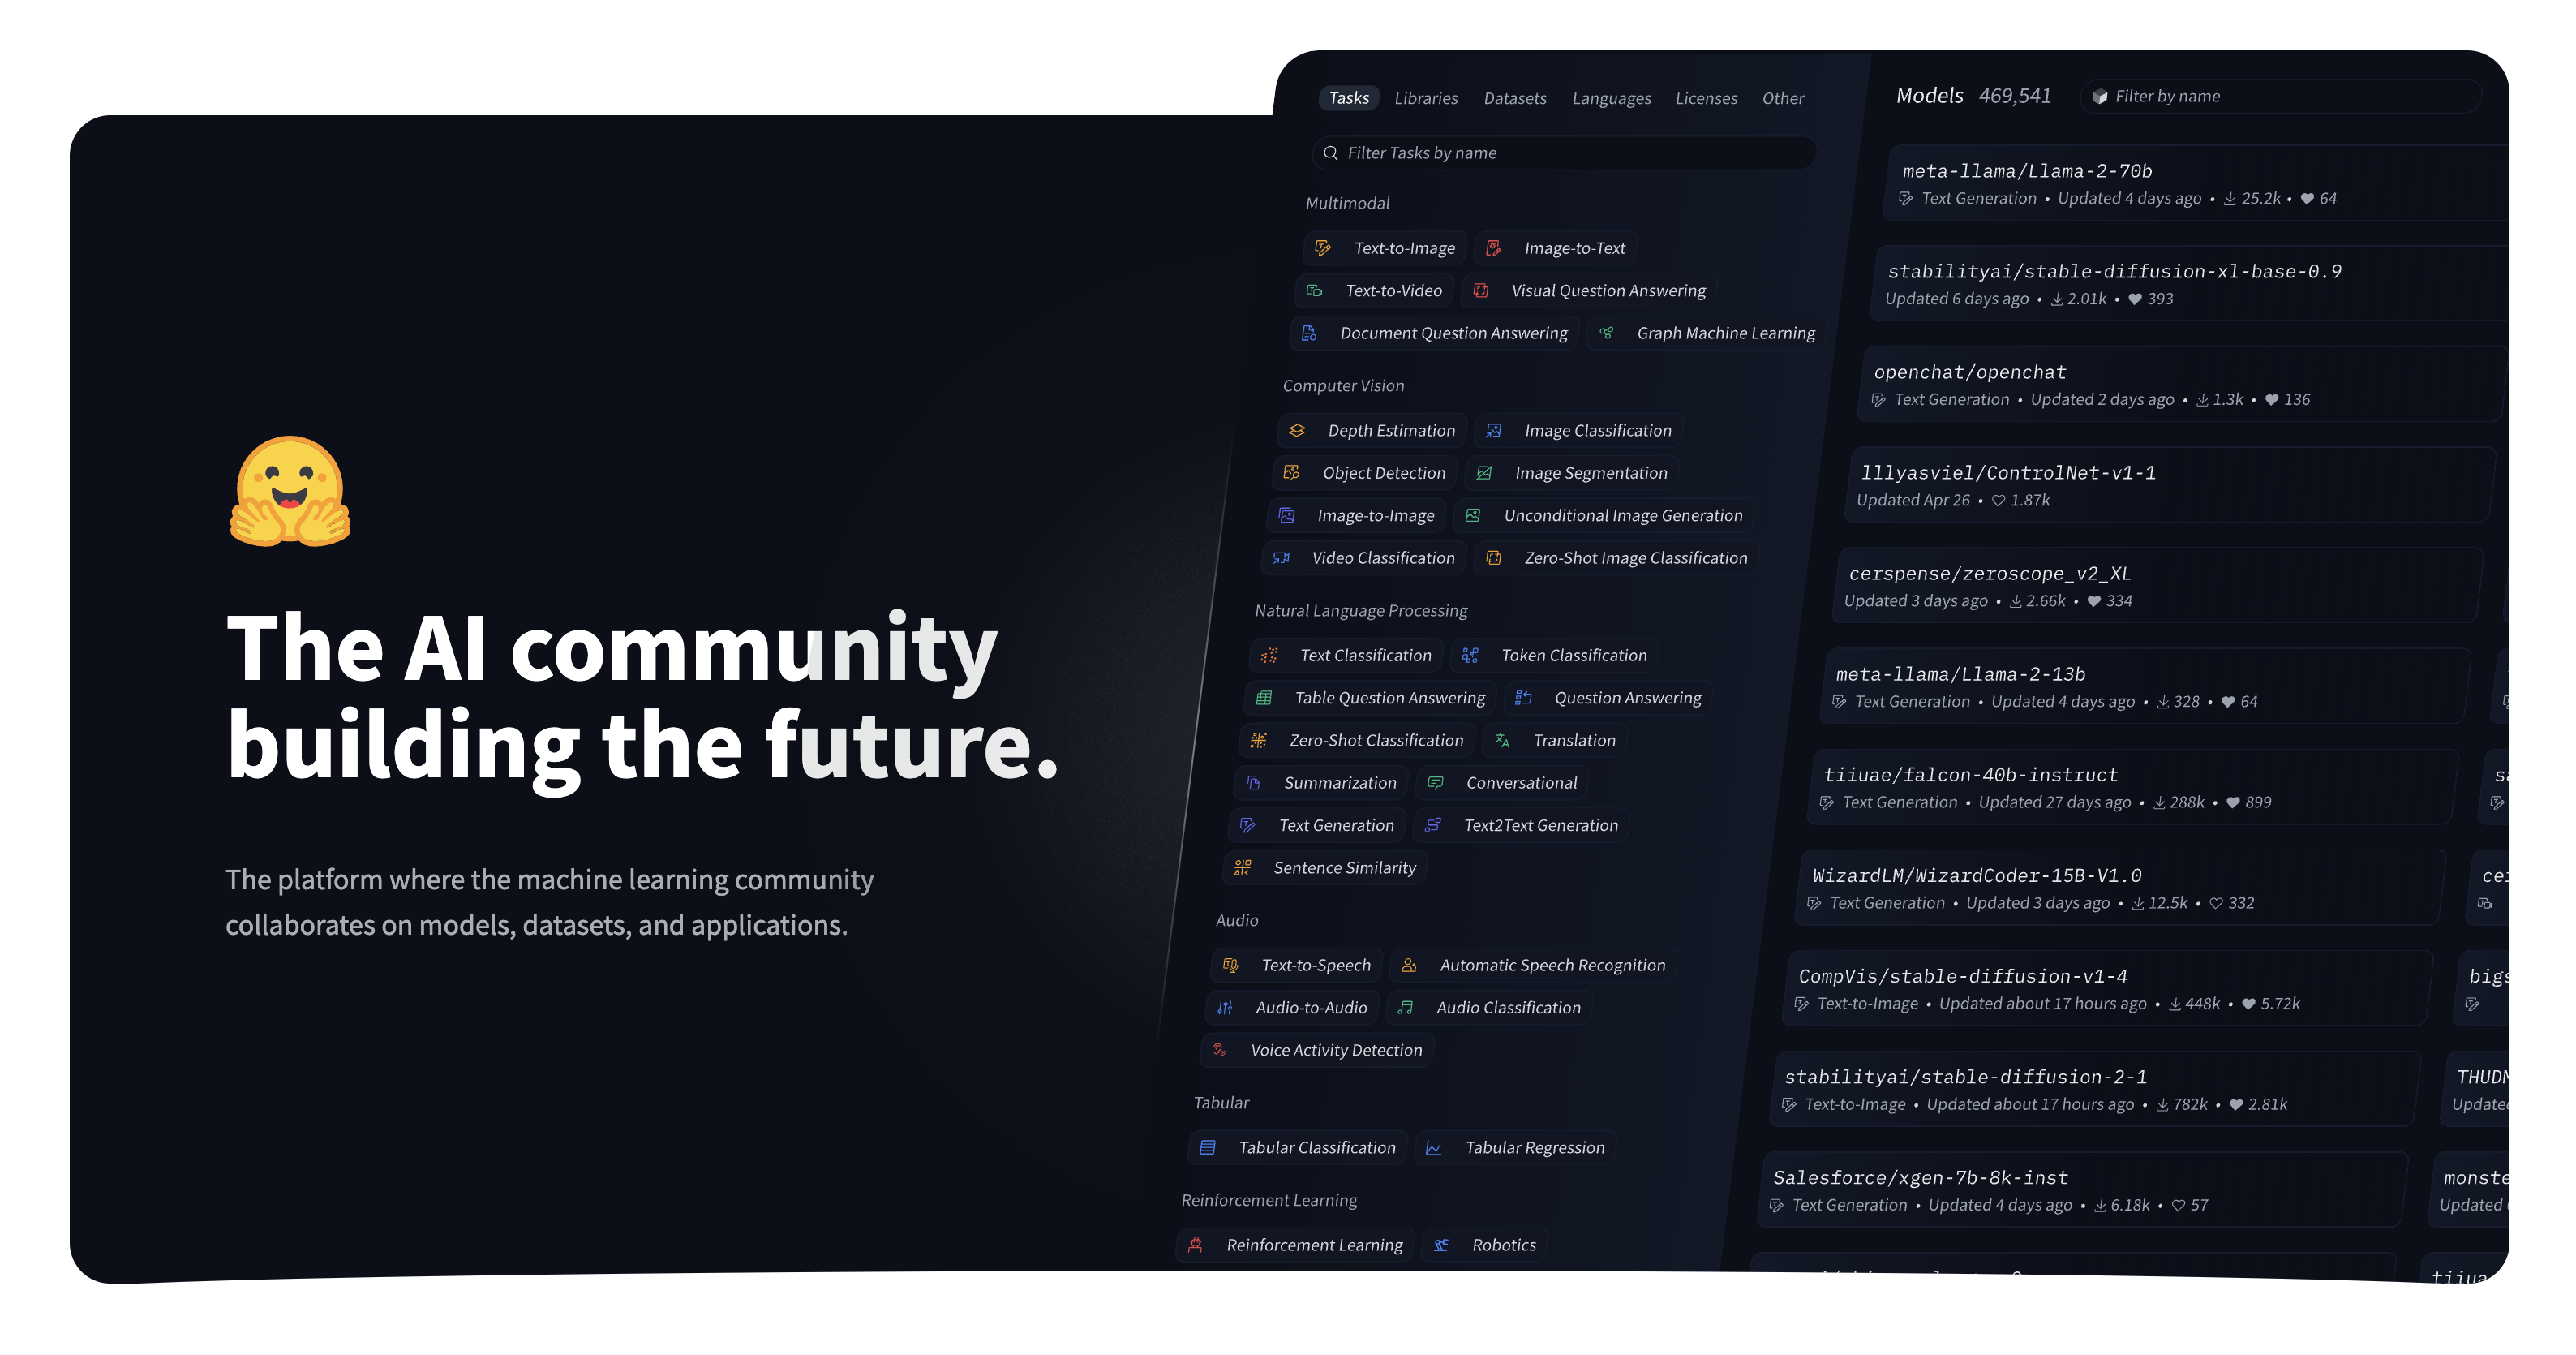 The AI community
building the future.
The platform where the machine learning community
collaborates on models, datasets, and applications.
Tasks Libraries Datasets Languages Licenses Other
Filter Tasks by name
Multimodal
Text-to-Image Image-to-Text
Text-to-Video Visual Question Answering
Document Question Answering Graph Machine Learning
Computer Vision
Depth Estimation Image Classification
Object Detection Image Segmentation
Image-to-Image Unconditional Image Generation
Video Classification Zero-Shot Image Classification
Natural Language Processing
Text Classification Token Classification
Table Question Answering Question Answering
Zero-Shot Classification Translation
Summarization Conversational
Text Generation Text2Text Generation
Sentence Similarity
Audio
Text-to-Speech Automatic Speech Recognition
Audio-to-Audio Audio Classification
Voice Activity Detection
Tabular
Tabular Classification Tabular Regression
Reinforcement Learning
Reinforcement Learning Robotics
Models 469,541 Filter by name
meta-llama/Llama-2-70b
Text Generation • Updated 4 days ago • 25.2k • 64
stabilityai/stable-diffusion-xl-base-0.9
Updated 6 days ago • 2.01k • 393
openchat/openchat
Text Generation • Updated 2 days ago • 1.3k • 136
lllyasviel/ControlNet-v1-1
Updated Apr 26 • 1.87k
cerspense/zeroscope_v2_XL
Updated 3 days ago • 2.66k • 334
meta-llama/Llama-2-13b
Text Generation • Updated 4 days ago • 328 • 64
tiiuae/falcon-40b-instruct
Text Generation • Updated 27 days ago • 288k • 899
WizardLM/WizardCoder-15B-V1.0
Text Generation • Updated 3 days ago • 12.5k • 332
CompVis/stable-diffusion-v1-4
Text-to-Image • Updated about 17 hours ago • 448k • 5.72k
stabilityai/stable-diffusion-2-1
Text-to-Image • Updated about 17 hours ago • 782k • 2.81k
Salesforce/xgen-7b-8k-inst
Text Generation • Updated 4 days ago • 6.18k • 57